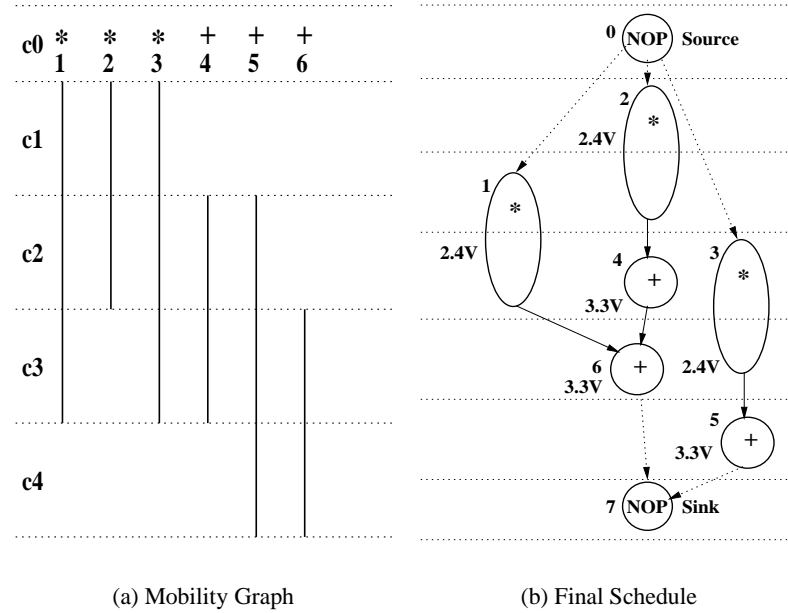 c0 * * * + + +
1 2 3 4 5 6
c1
c2
c3
c4
(a) Mobility Graph
0 NOP Source
2
*
2.4V
1
*
2.4V
4
+
3.3V
3
*
2.4V
6
+
3.3V
5
+
3.3V
7 NOP Sink
(b) Final Schedule